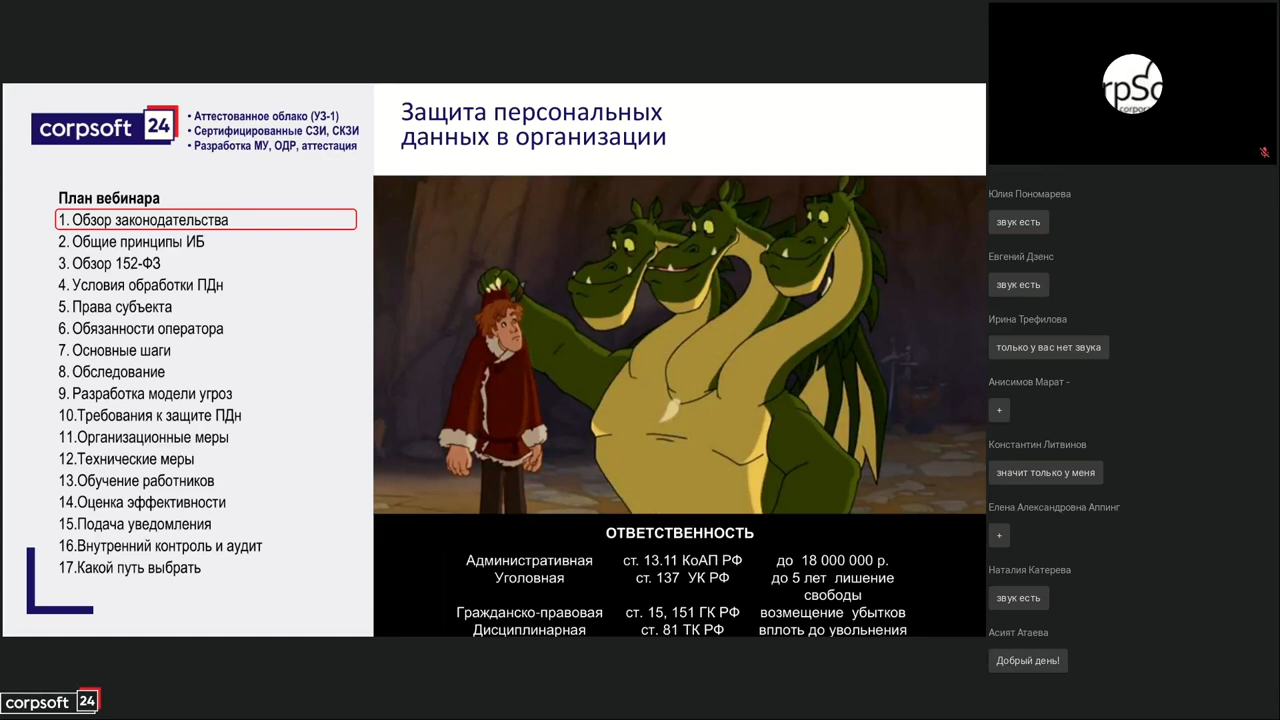 corpsoft 24
• Аттестованное облако (УЗ-1)
• Сертифицированные СЗИ, СКЗИ
• Разработка МУ, ОДР, аттестация
План вебинара
1. Обзор законодательства
2. Общие принципы ИБ
3. Обзор 152-ФЗ
4. Условия обработки ПДн
5. Права субъекта
6. Обязанности оператора
7. Основные шаги
8. Обследование
9. Разработка модели угроз
10.Требования к защите ПДн
11.Организационные меры
12.Технические меры
13.Обучение работников
14.Оценка эффективности
15.Подача уведомления
16.Внутренний контроль и аудит
17.Какой путь выбрать
Защита персональных
данных в организации
ОТВЕТСТВЕННОСТЬ
Административная ст. 13.11 КоАП РФ до 18 000 000 р.
Уголовная ст. 137 УК РФ до 5 лет лишение
свободы
Гражданско-правовая ст. 15, 151 ГК РФ возмещение убытков
Дисциплинарная ст. 81 ТК РФ вплоть до увольнения
corpsoft 24
rpSo
corpor
Юлия Пономарева
звук есть
Евгений Дзенс
звук есть
Ирина Трефилова
только у вас нет звука
Анисимов Марат -
+
Константин Литвинов
значит только у меня
Елена Александровна Аппинг
+
Наталия Катерева
звук есть
Асият Атаева
Добрый день!